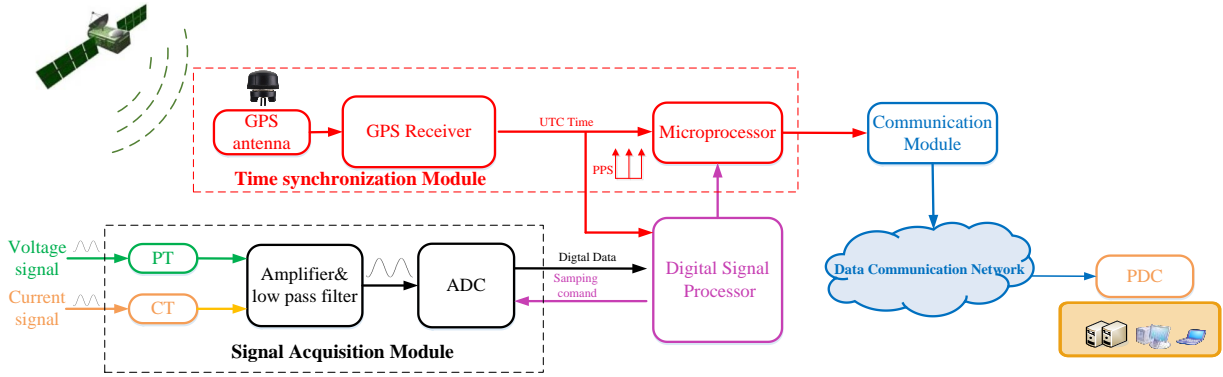 GPS
antenna
GPS Receiver
UTC Time
PPS
Microprocessor
Time synchronization Module
Communication
Module
Voltage
signal
PT
Current
signal
CT
Amplifier&
low pass filter
ADC
Signal Acquisition Module
Digtal Data
Samping
comand
Digital Signal
Processor
Data Communication Network
PDC